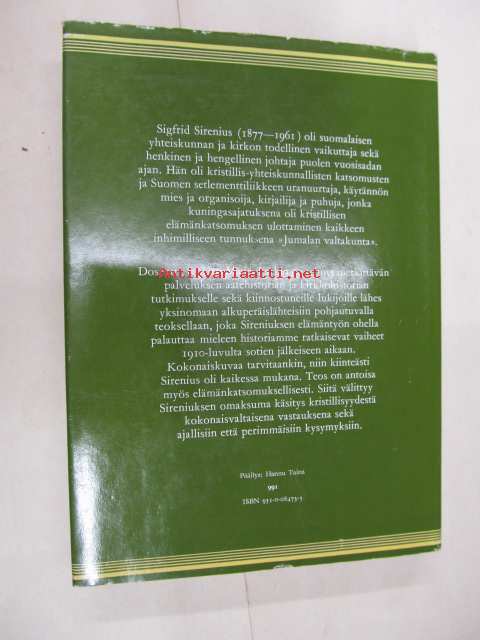 Sigfrid Sirenius (1877—1961) oli suomalaisen
yhteiskunnan ja kirkon todellinen vaikuttaja sekä
henkinen ja hengellinen johtaja puolen vuosisadan
ajan. Hän oli kristillis-yhteiskunnallisten katsomusten
ja Suomen setlementtiliikkeen uranuurtaja, käytännön
mies ja organisoija, kirjailija ja puhuja, jonka
kuningasajatuksena oli kristillisen
elämänkatsomuksen ulottaminen kaikkeen
inhimilliseen tunnuksena »Jumalan valtakunta».
Antikvariaatti.net
palveluksen aatehistorian ja kirkkohistorian
tutkimukselle sekä kiinnostuneille lukijoille lähes
yksinomaan alkuperäislähteisiin pohjautuvalla
teoksellaan, joka Sireniuksen elämäntyön ohella
palauttaa mieleen historiamme ratkaisevat vaiheet
1910-luvulta sotien jälkeiseen aikaan.
Kokonaiskuvaa tarvitaankin, niin kiinteästi
Sirenius oli kaikessa mukana. Teos on antoisa
myös elämänkatsomuksellisesti. Siitä välittyy
Sireniuksen omaksuma käsitys kristillisyydestä
kokonaisvaltaisena vastauksena sekä
ajallisiin että perimmäisiin kysymyksiin.
Päällys: Hannu Taina
991
ISBN 951-0-08473-5